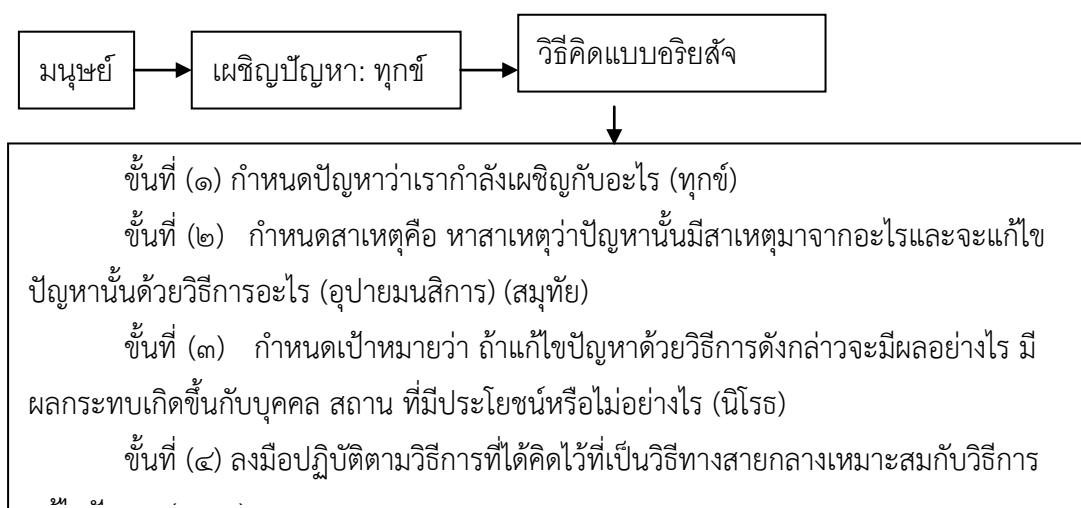 มนุษย์
เผชิญปัญหา: ทุกข์
วิธีคิดแบบอริยสัจ
ขั้นที่ (๑) กำหนดปัญหาว่าเรากำลังเผชิญกับอะไร (ทุกข์)
ขั้นที่ (๒) กำหนดสาเหตุคือ หาสาเหตุว่าปัญหานั้นมีสาเหตุมาจากอะไรและจะแก้ไข
ปัญหานั้นด้วยวิธีการอะไร (อุปายมนสิการ) (สมุทัย)
ขั้นที่ (๓) กำหนดเป้าหมายว่า ถ้าแก้ไขปัญหาด้วยวิธีการดังกล่าวจะมีผลอย่างไร มี
ผลกระทบเกิดขึ้นกับบุคคล สถาน ที่มีประโยชน์หรือไม่อย่างไร (นิโรธ)
ขั้นที่ (๔) ลงมือปฏิบัติตามวิธีการที่ได้คิดไว้ที่เป็นวิธีทางสายกลางเหมาะสมกับวิธีการ